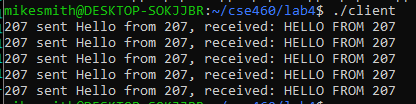 mikesmith@DESKTOP-SOKJJBR:~/cse460/lab4$ ./client
207 sent Hello from 207, received: HELLO FROM 207
207 sent Hello from 207, received: HELLO FROM 207
207 sent Hello from 207, received: HELLO FROM 207
207 sent Hello from 207, received: HELLO FROM 207
207 sent Hello from 207, received: HELLO FROM 207